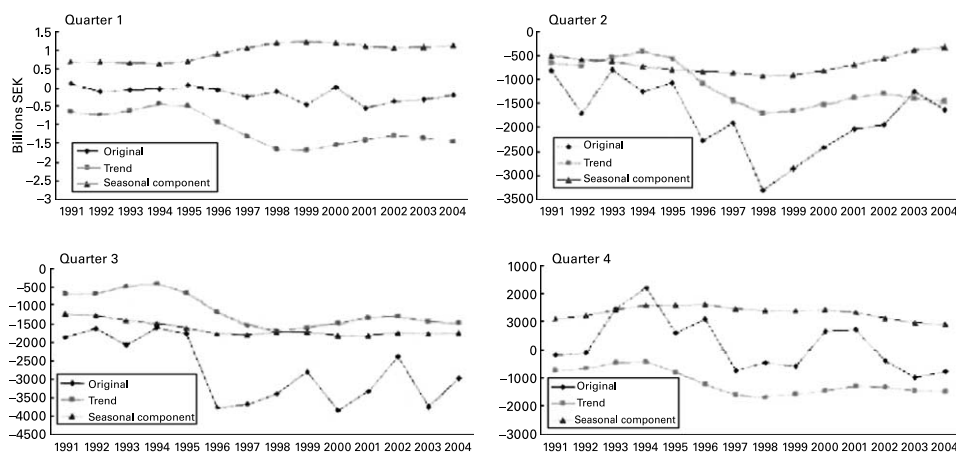 Quarter 1
Billions SEK
1.5
1
0.5
0
−0.5
−1
−1.5
−2
−2.5
−3
Original
Trend
Seasonal component
1991 1992 1993 1994 1995 1996 1997 1998 1999 2000 2001 2002 2003 2004
Quarter 2
0
−500
−1000
−1500
−2000
−2500
−3000
−3500
Original
Trend
Seasonal component
1991 1992 1993 1994 1995 1996 1997 1998 1999 2000 2001 2002 2003 2004
Quarter 3
0
−500
−1000
−1500
−2000
−2500
−3000
−3500
−4000
−4500
Original
Trend
Seasonal component
1991 1992 1993 1994 1995 1996 1997 1998 1999 2000 2001 2002 2003 2004
Quarter 4
1000
2000
3000
0
−1000
−2000
−3000
Original
Trend
Seasonal component
1991 1992 1993 1994 1995 1996 1997 1998 1999 2000 2001 2002 2003 2004